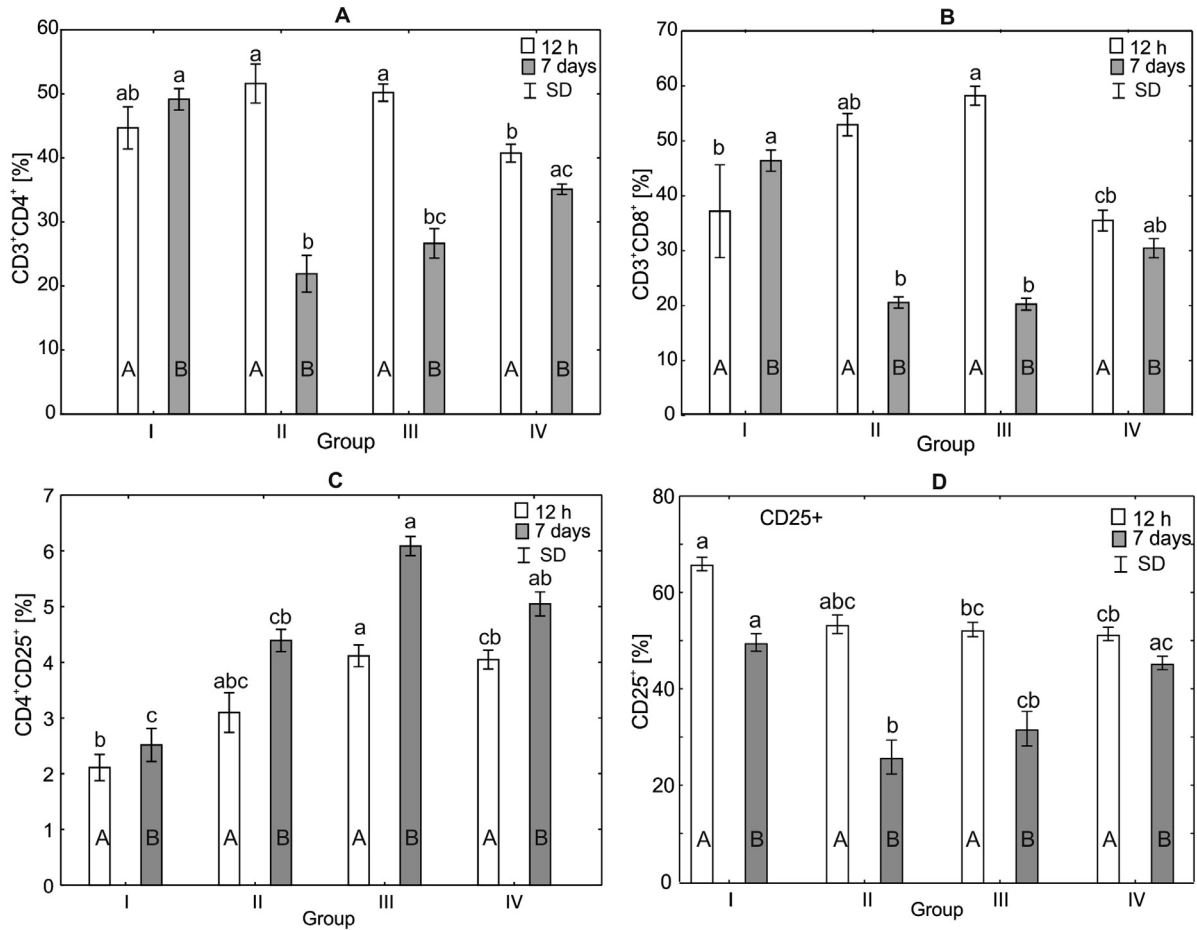 A
60
50
40
30
20
10
0
CD3⁺CD4⁺ [%]
12 h
7 days
SD
ab
a
a
b
a
bc
b
ac
A
B
A
B
A
B
A
B
I
II
III
IV
Group
B
70
60
50
40
30
20
10
0
CD3⁺CD8⁺ [%]
12 h
7 days
SD
b
a
ab
b
a
b
cb
ab
A
B
A
B
A
B
A
B
I
II
III
IV
Group
C
7
6
5
4
3
2
1
0
CD4⁺CD25⁺ [%]
12 h
7 days
SD
b
c
abc
cb
a
a
cb
ab
A
B
A
B
A
B
A
B
I
II
III
IV
Group
D
80
60
40
20
0
CD25⁺ [%]
CD25+
12 h
7 days
SD
a
a
abc
b
bc
cb
cb
ac
A
B
A
B
A
B
A
B
I
II
III
IV
Group